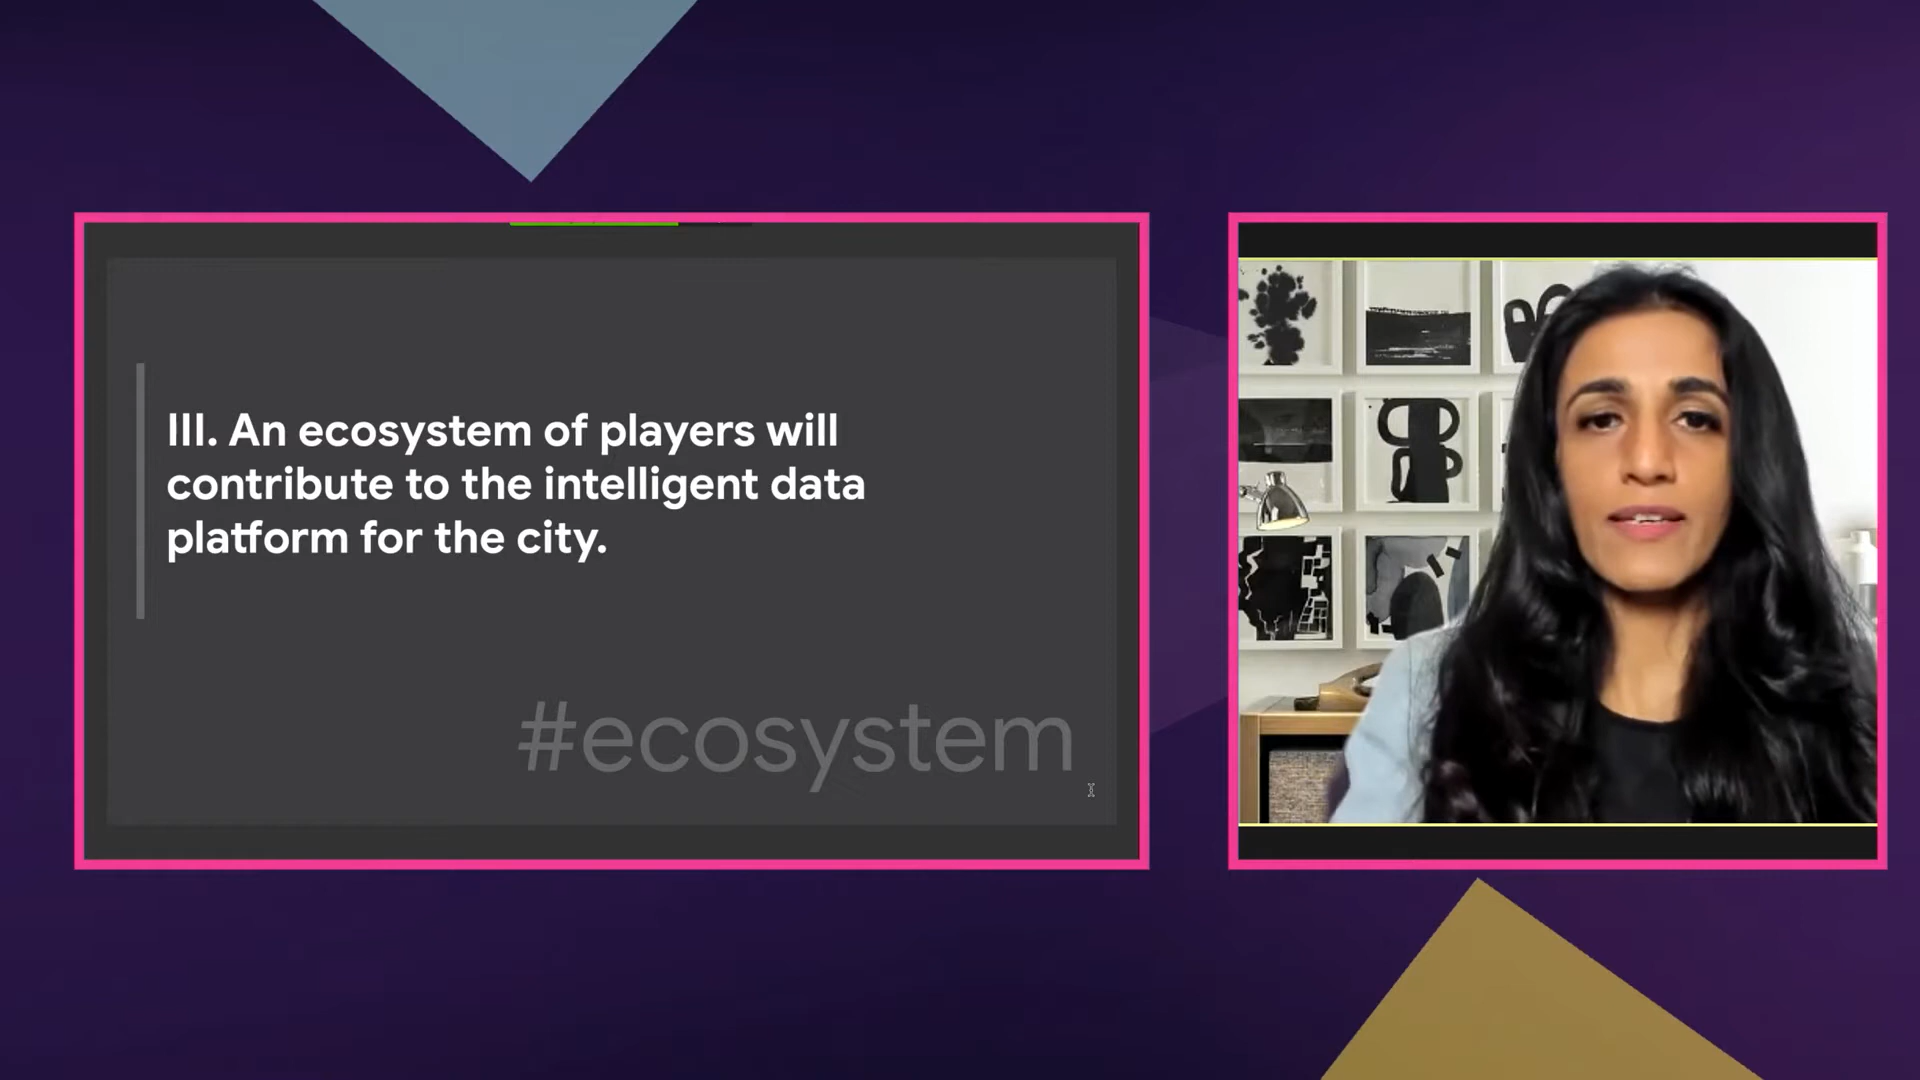 III. An ecosystem of players will
contribute to the intelligent data
platform for the city.
#ecosystem